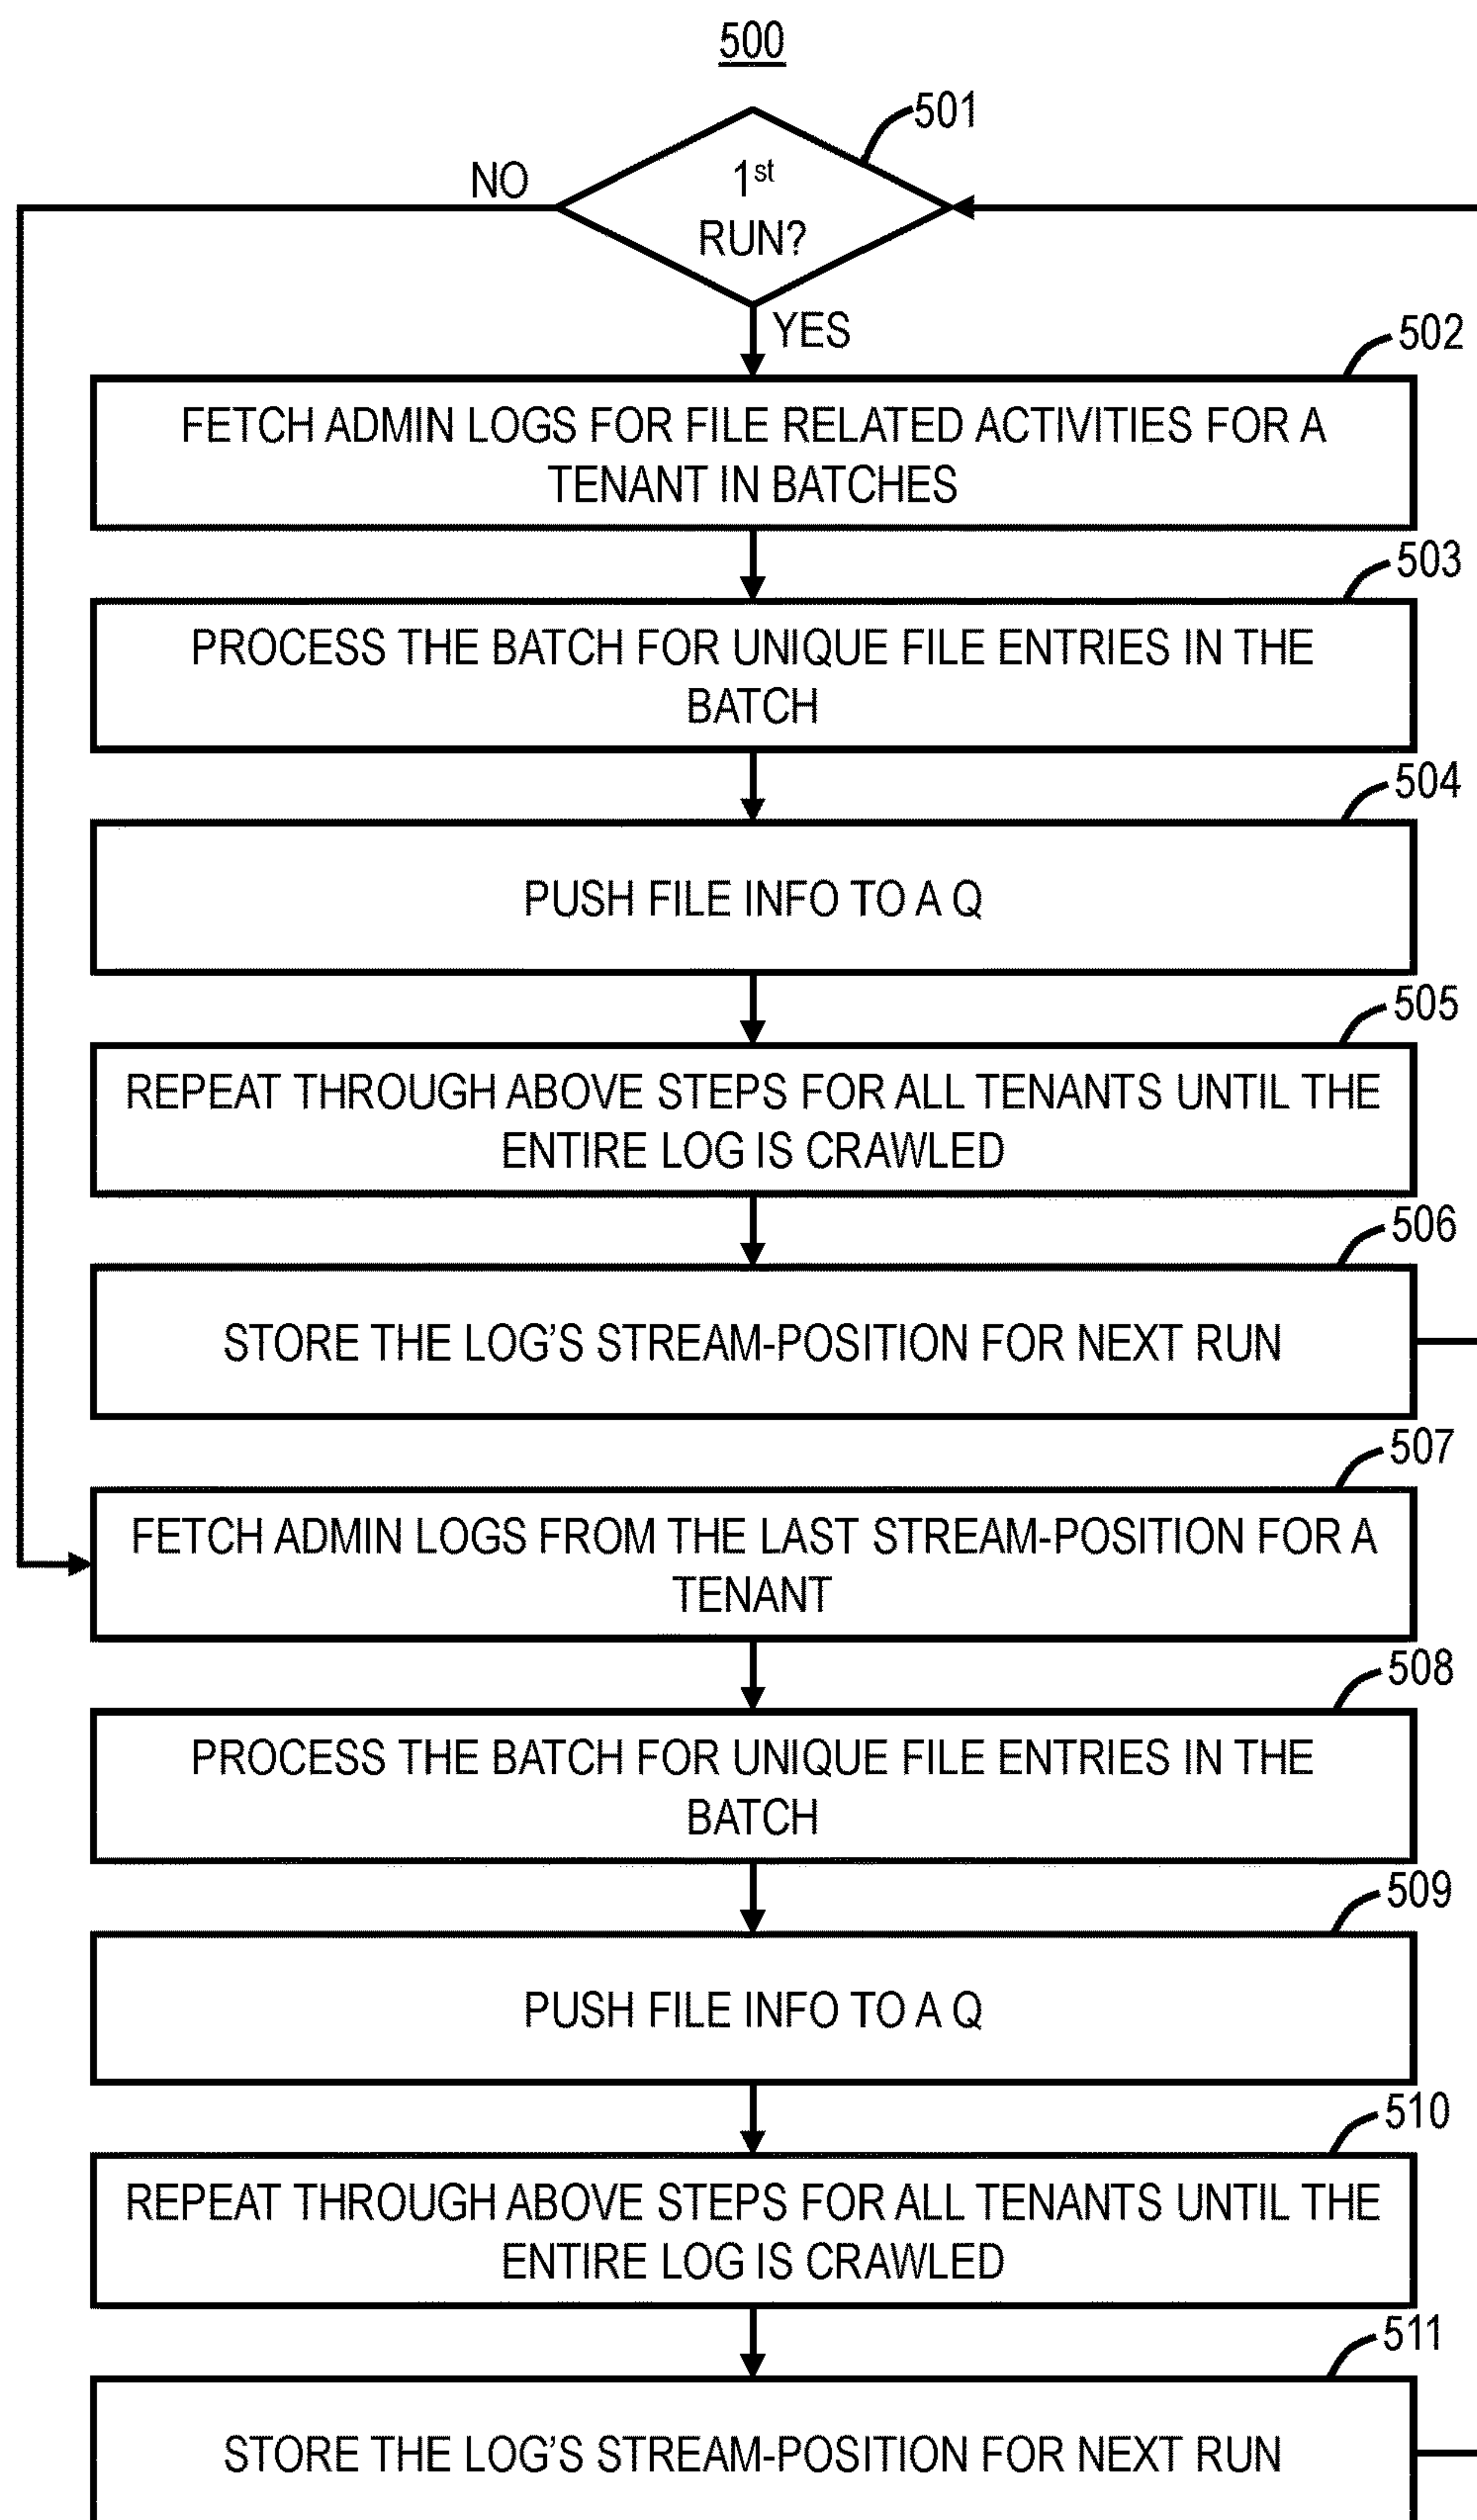 500
501
1st
RUN?
NO
YES
502
FETCH ADMIN LOGS FOR FILE RELATED ACTIVITIES FOR A
TENANT IN BATCHES
503
PROCESS THE BATCH FOR UNIQUE FILE ENTRIES IN THE
BATCH
504
PUSH FILE INFO TO A Q
505
REPEAT THROUGH ABOVE STEPS FOR ALL TENANTS UNTIL THE
ENTIRE LOG IS CRAWLED
506
STORE THE LOG'S STREAM-POSITION FOR NEXT RUN
507
FETCH ADMIN LOGS FROM THE LAST STREAM-POSITION FOR A
TENANT
508
PROCESS THE BATCH FOR UNIQUE FILE ENTRIES IN THE
BATCH
509
PUSH FILE INFO TO A Q
510
REPEAT THROUGH ABOVE STEPS FOR ALL TENANTS UNTIL THE
ENTIRE LOG IS CRAWLED
511
STORE THE LOG'S STREAM-POSITION FOR NEXT RUN